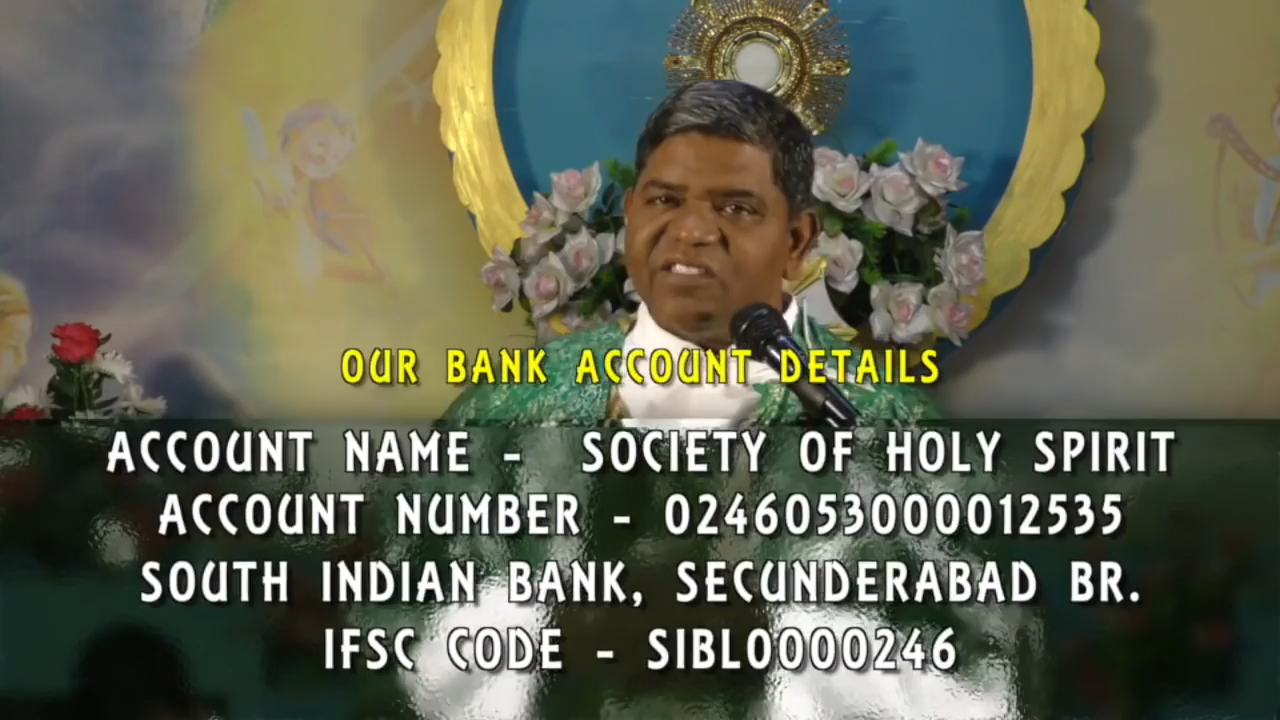 OUR BANK ACCOUNT DETAILS
ACCOUNT NAME - SOCIETY OF HOLY SPIRIT
ACCOUNT NUMBER - 0246053000012535
SOUTH INDIAN BANK, SECUNDERABAD BR.
IFSC CODE - SIBL0000246